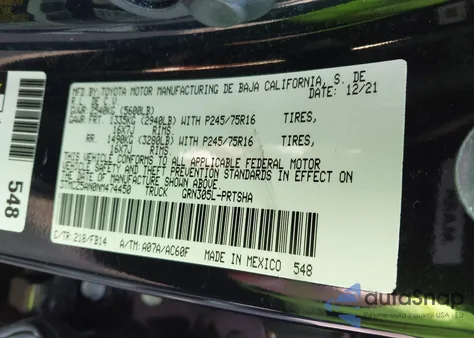 MFD. BY: TOYOTA MOTOR MANUFACTURING DE BAJA CALIFORNIA, S. DE
R.L. DE C.V. DATE: 12/21
GVWR 2540KG (5600LB)
GAWR FRT. 1335KG (2940LB) WITH P245/75R16 TIRES,
16X7J RIMS,
RR. 1490KG (3280LB) WITH P245/75R16 TIRES,
16X7J RIMS.
THIS VEHICLE CONFORMS TO ALL APPLICABLE FEDERAL MOTOR
VEHICLE SAFETY AND THEFT PREVENTION STANDARDS IN EFFECT ON
THE DATE OF MANUFACTURE SHOWN ABOVE.
3TMCZ5AN0NM474450 TRUCK GRN305L-PRTSHA
C/TR: 218/FB14
A/TM: A07A/AC60F MADE IN MEXICO 548
548
autoSnap